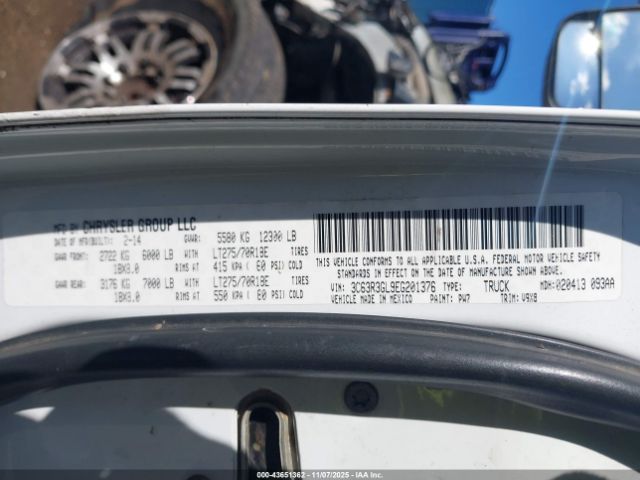 MFG BY CHRYSLER GROUP LLC
DATE OF MFR(BUILT): 2-14 GVWR: 5580 KG 12300 LB
GAWR FRONT: 2722 KG 6000 LB WITH LT275/70R18E TIRES
18X8.0 RIMS AT 415 KPA ( 60 PSI) COLD
GAWR REAR: 3176 KG 7000 LB WITH LT275/70R18E TIRES
18X8.0 RIMS AT 550 KPA ( 80 PSI) COLD
THIS VEHICLE CONFORMS TO ALL APPLICABLE U.S.A. FEDERAL MOTOR VEHICLE SAFETY
STANDARDS IN EFFECT ON THE DATE OF MANUFACTURE SHOWN ABOVE.
VIN: 3C63R3GL9EG201376 TYPE: TRUCK MDH: 020413 093AA
VEHICLE MADE IN MEXICO PAINT: PW7 TRIM: V9X8
000-43651362 - 11/07/2025 - IAAI.COM